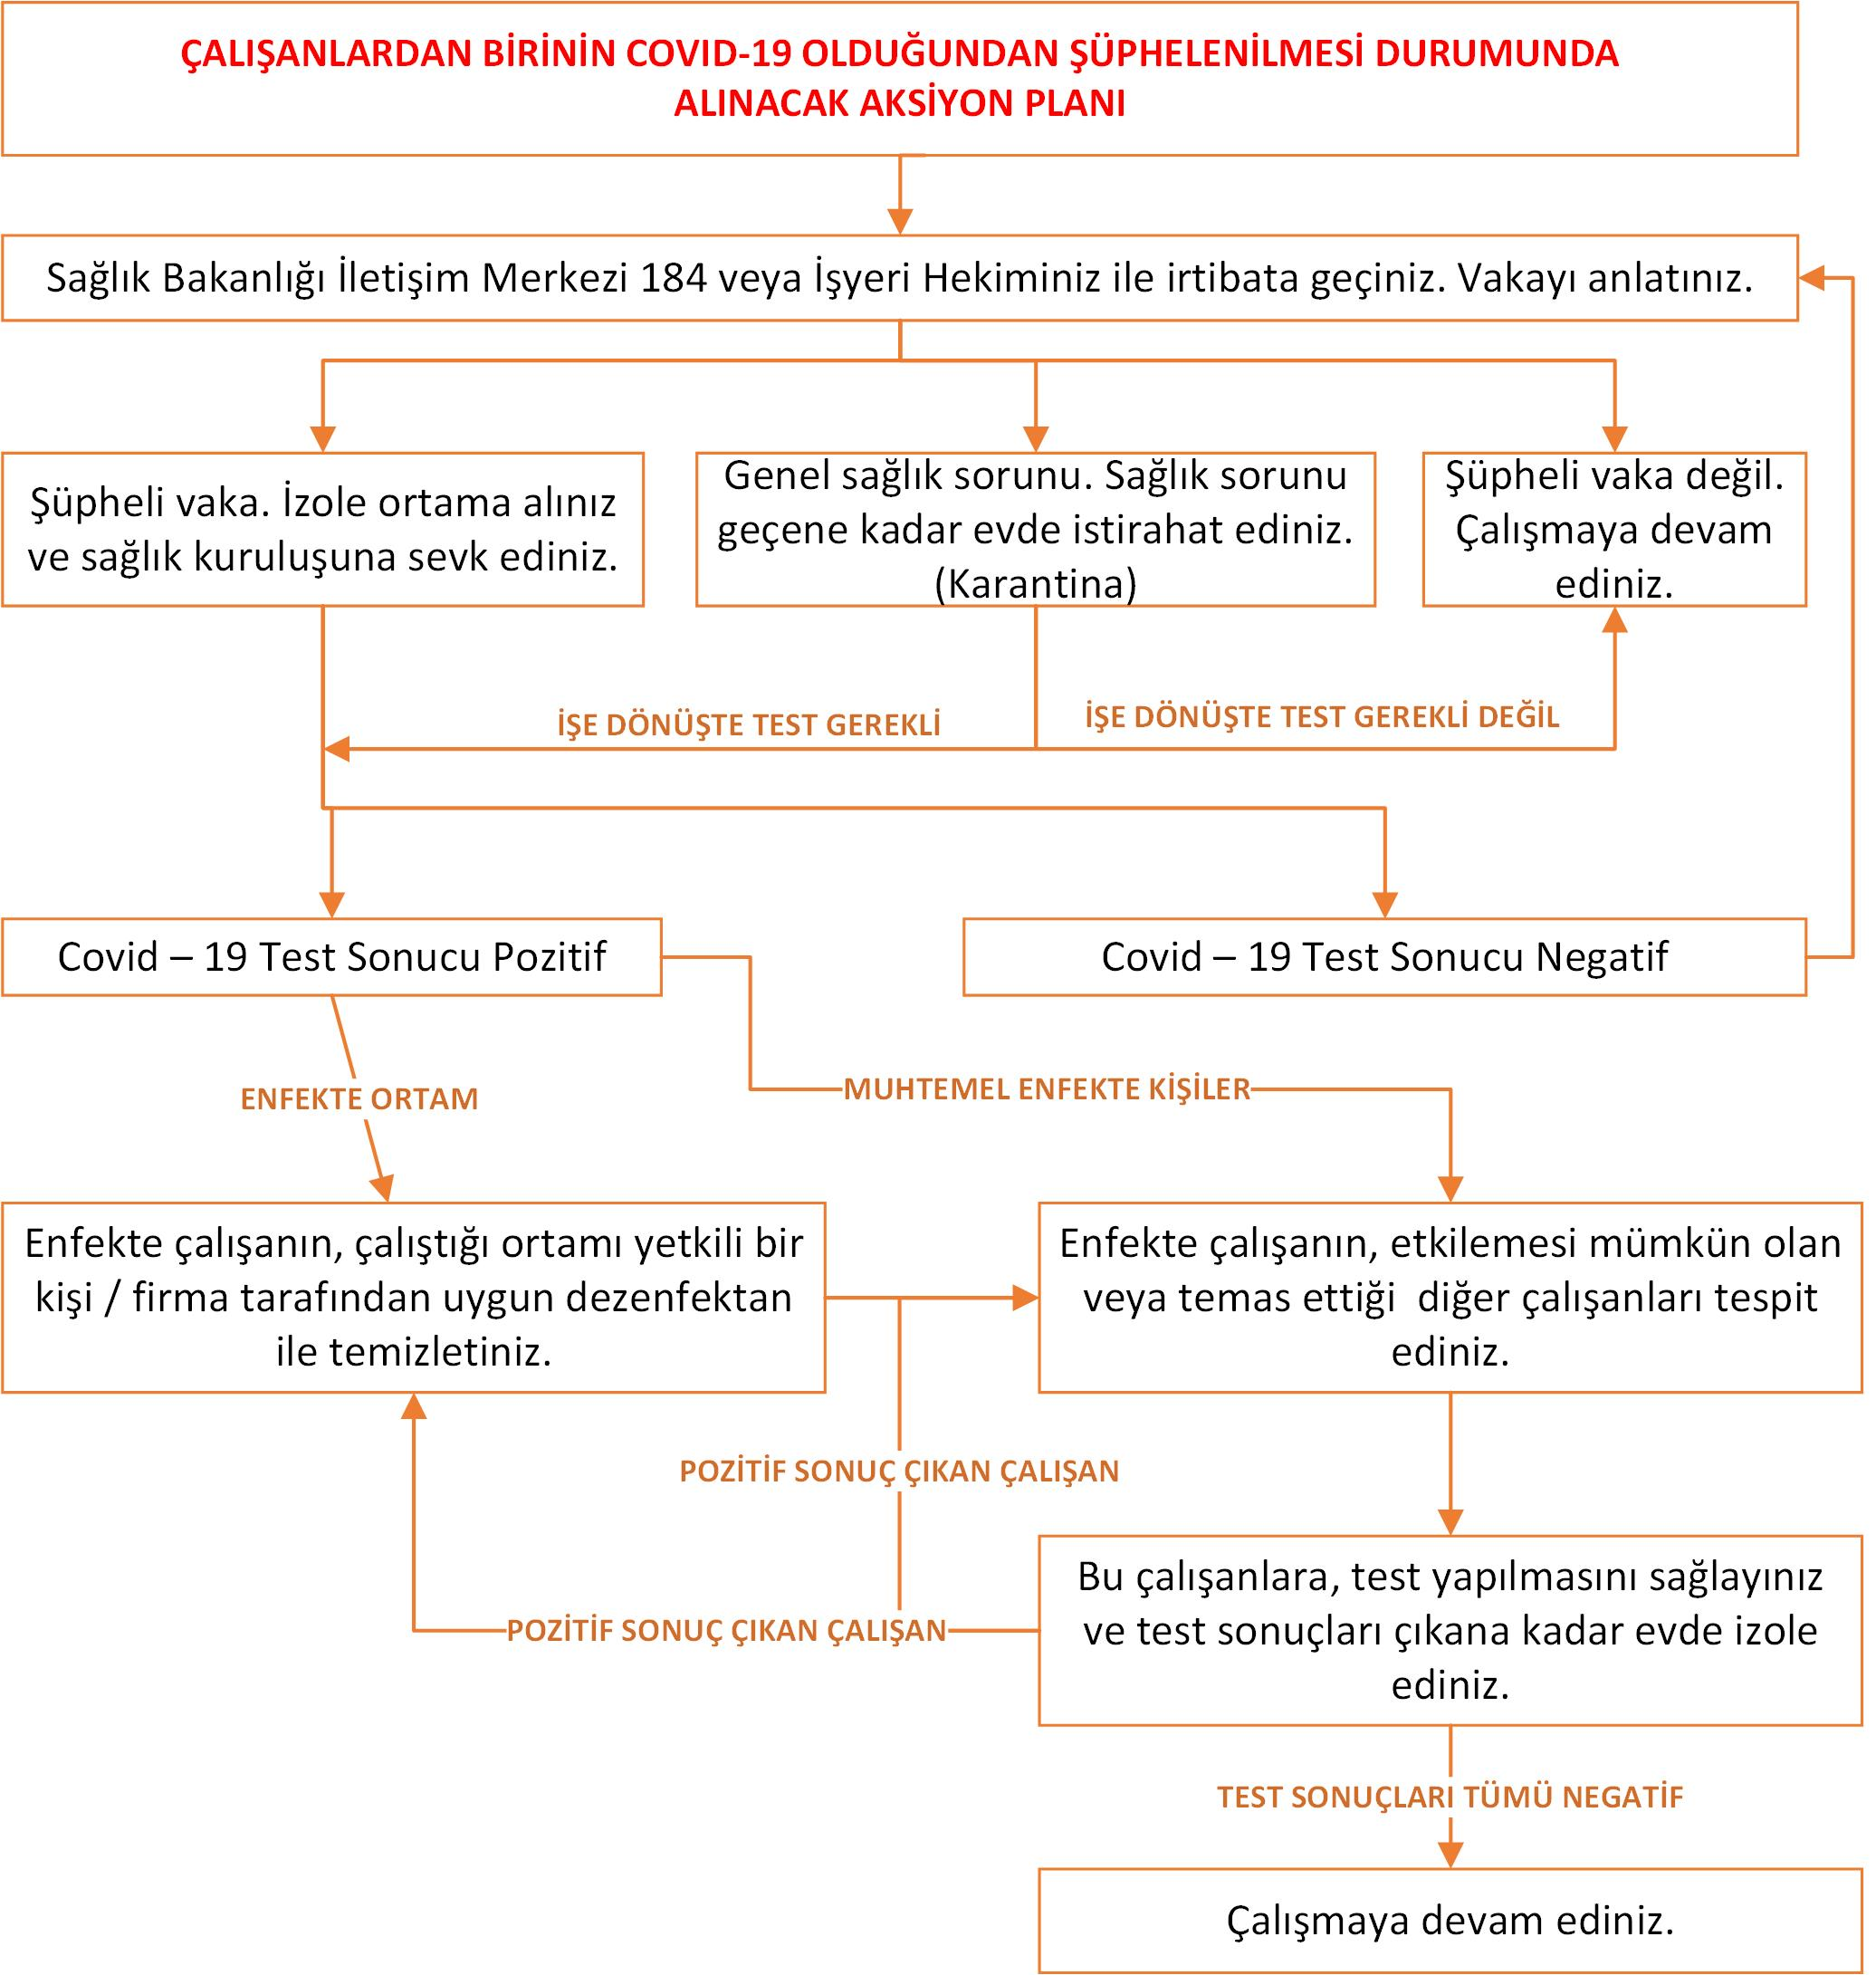 ÇALIŞANLARDAN BİRİNİN COVID-19 OLDUĞUNDAN ŞÜPHELENİLMESİ DURUMUNDA
ALINACAK AKSİYON PLANI
Sağlık Bakanlığı İletişim Merkezi 184 veya İşyeri Hekiminiz ile irtibata geçiniz. Vakayı anlatınız.
Şüpheli vaka. İzole ortama alınız
ve sağlık kuruluşuna sevk ediniz.
Genel sağlık sorunu. Sağlık sorunu
geçene kadar evde istirahat ediniz.
(Karantina)
Şüpheli vaka değil.
Çalışmaya devam
ediniz.
İŞE DÖNÜŞTE TEST GEREKLİ
İŞE DÖNÜŞTE TEST GEREKLİ DEĞİL
Covid – 19 Test Sonucu Pozitif
Covid – 19 Test Sonucu Negatif
ENFEKTE ORTAM
MUHTEMEL ENFEKTE KİŞİLER
Enfekte çalışanın, çalıştığı ortamı yetkili bir
kişi / firma tarafından uygun dezenfektan
ile temizletiniz.
Enfekte çalışanın, etkilemesi mümkün olan
veya temas ettiği  diğer çalışanları tespit
ediniz.
POZİTİF SONUÇ ÇIKAN ÇALIŞAN
POZİTİF SONUÇ ÇIKAN ÇALIŞAN
Bu çalışanlara, test yapılmasını sağlayınız
ve test sonuçları çıkana kadar evde izole
ediniz.
TEST SONUÇLARI TÜMÜ NEGATİF
Çalışmaya devam ediniz.